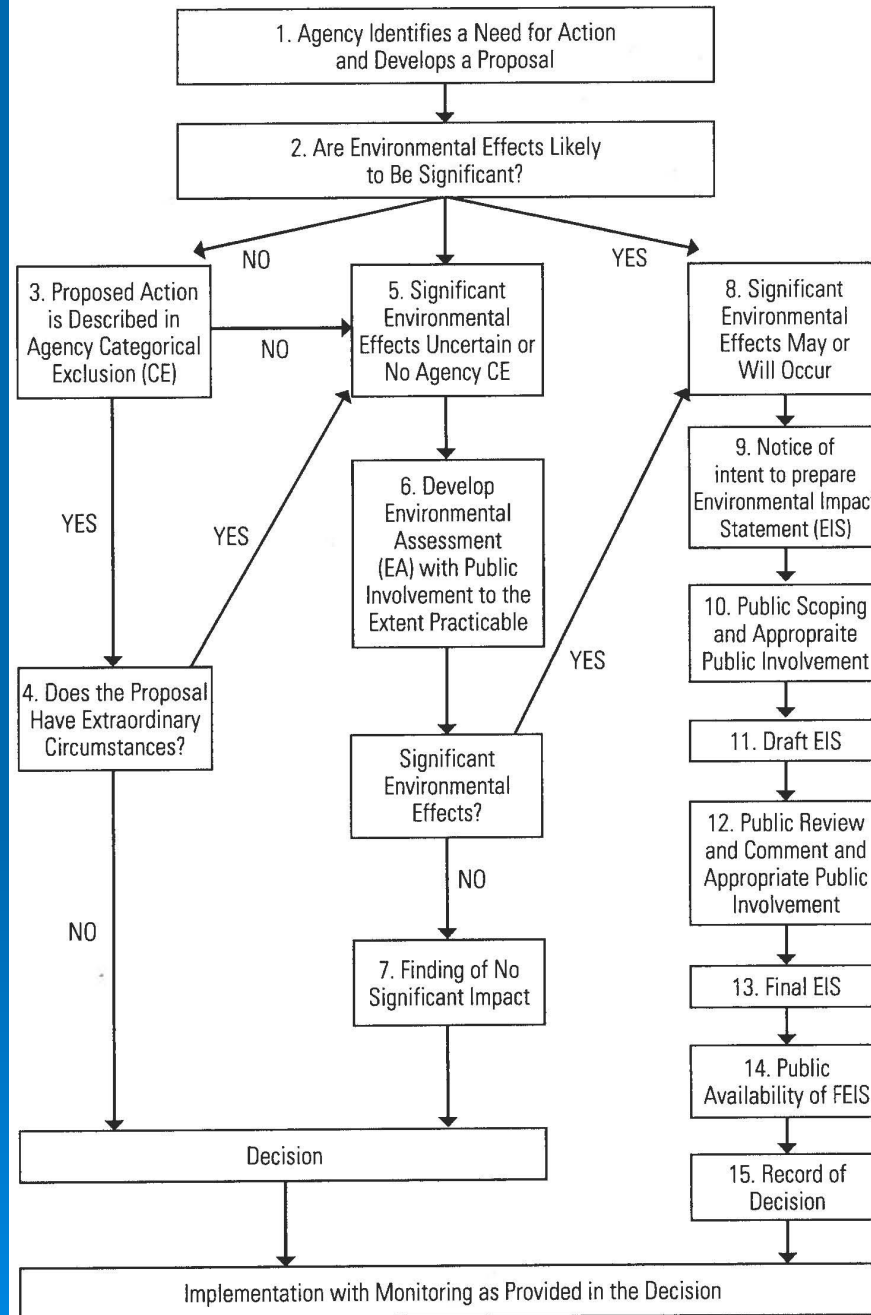 1. Agency Identifies a Need for Action
and Develops a Proposal
2. Are Environmental Effects Likely
to Be Significant?
NO
YES
3. Proposed Action
is Described in
Agency Categorical
Exclusion (CE)
NO
5. Significant
Environmental
Effects Uncertain or
No Agency CE
8. Significant
Environmental
Effects May or
Will Occur
YES
YES
6. Develop
Environmental
Assessment
(EA) with Public
Involvement to the
Extent Practicable
YES
9. Notice of
intent to prepare
Environmental Impact
Statement (EIS)
10. Public Scoping
and Appropraite
Public Involvement
4. Does the Proposal
Have Extraordinary
Circumstances?
Significant
Environmental
Effects?
11. Draft EIS
12. Public Review
and Comment and
Appropriate Public
Involvement
NO
NO
7. Finding of No
Significant Impact
13. Final EIS
14. Public
Availability of FEIS
Decision
15. Record of
Decision
Implementation with Monitoring as Provided in the Decision